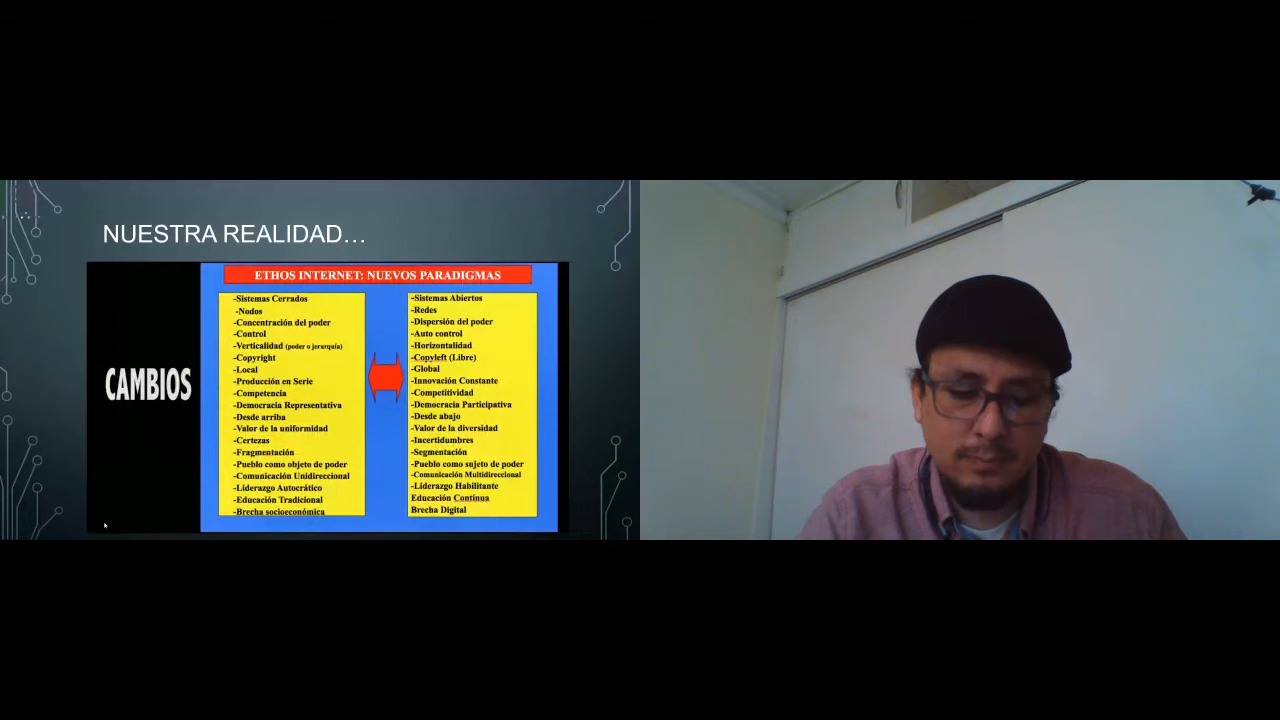 NUESTRA REALIDAD...
ETHOS INTERNET: NUEVOS PARADIGMAS
CAMBIOS
-Sistemas Cerrados
-Nodos
-Concentración del poder
-Control
-Verticalidad (poder o jerarquía)
-Copyright
-Local
-Producción en Serie
-Competencia
-Democracia Representativa
-Desde arriba
-Valor de la uniformidad
-Certezas
-Fragmentación
-Pueblo como objeto de poder
-Comunicación Unidireccional
-Liderazgo Autocrático
-Educación Tradicional
-Brecha socioeconómica
-Sistemas Abiertos
-Redes
-Dispersión del poder
-Auto control
-Horizontalidad
-Copyleft (Libre)
-Global
-Innovación Constante
-Competitividad
-Democracia Participativa
-Desde abajo
-Valor de la diversidad
-Incertidumbres
-Segmentación
-Pueblo como sujeto de poder
-Comunicación Multidireccional
-Liderazgo Habilitante
Educación Contínua
Brecha Digital